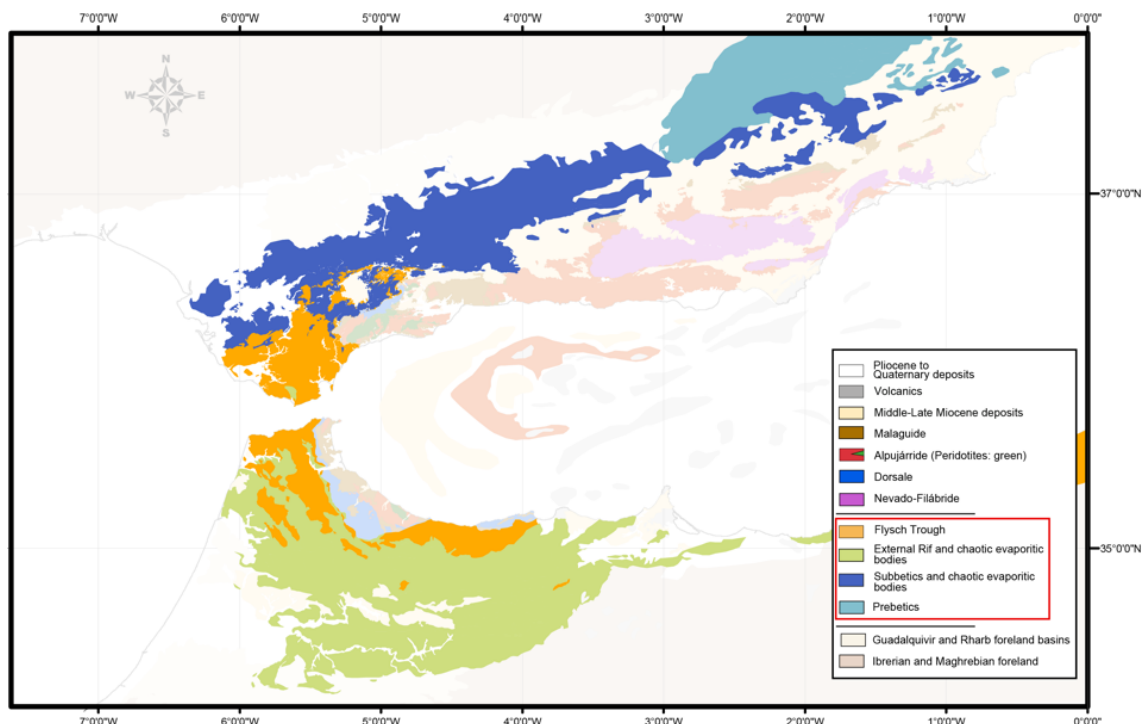 7°0'0"W 6°0'0"W 5°0'0"W 4°0'0"W 3°0'0"W 2°0'0"W 1°0'0"W 0°0'0"
N
W E
S
37°0'0"N
35°0'0"N
Pliocene to
Quaternary deposits
Volcanics
Middle-Late Miocene deposits
Malaguide
Alpujárride (Peridotites: green)
Dorsale
Nevado-Filábride
Flysch Trough
External Rif and chaotic evaporitic
bodies
Subbetics and chaotic evaporitic
bodies
Prebetics
Guadalquivir and Rharb foreland basins
Ibrerian and Maghrebian foreland
7°0'0"W 6°0'0"W 5°0'0"W 4°0'0"W 3°0'0"W 2°0'0"W 1°0'0"W 0°0'0"